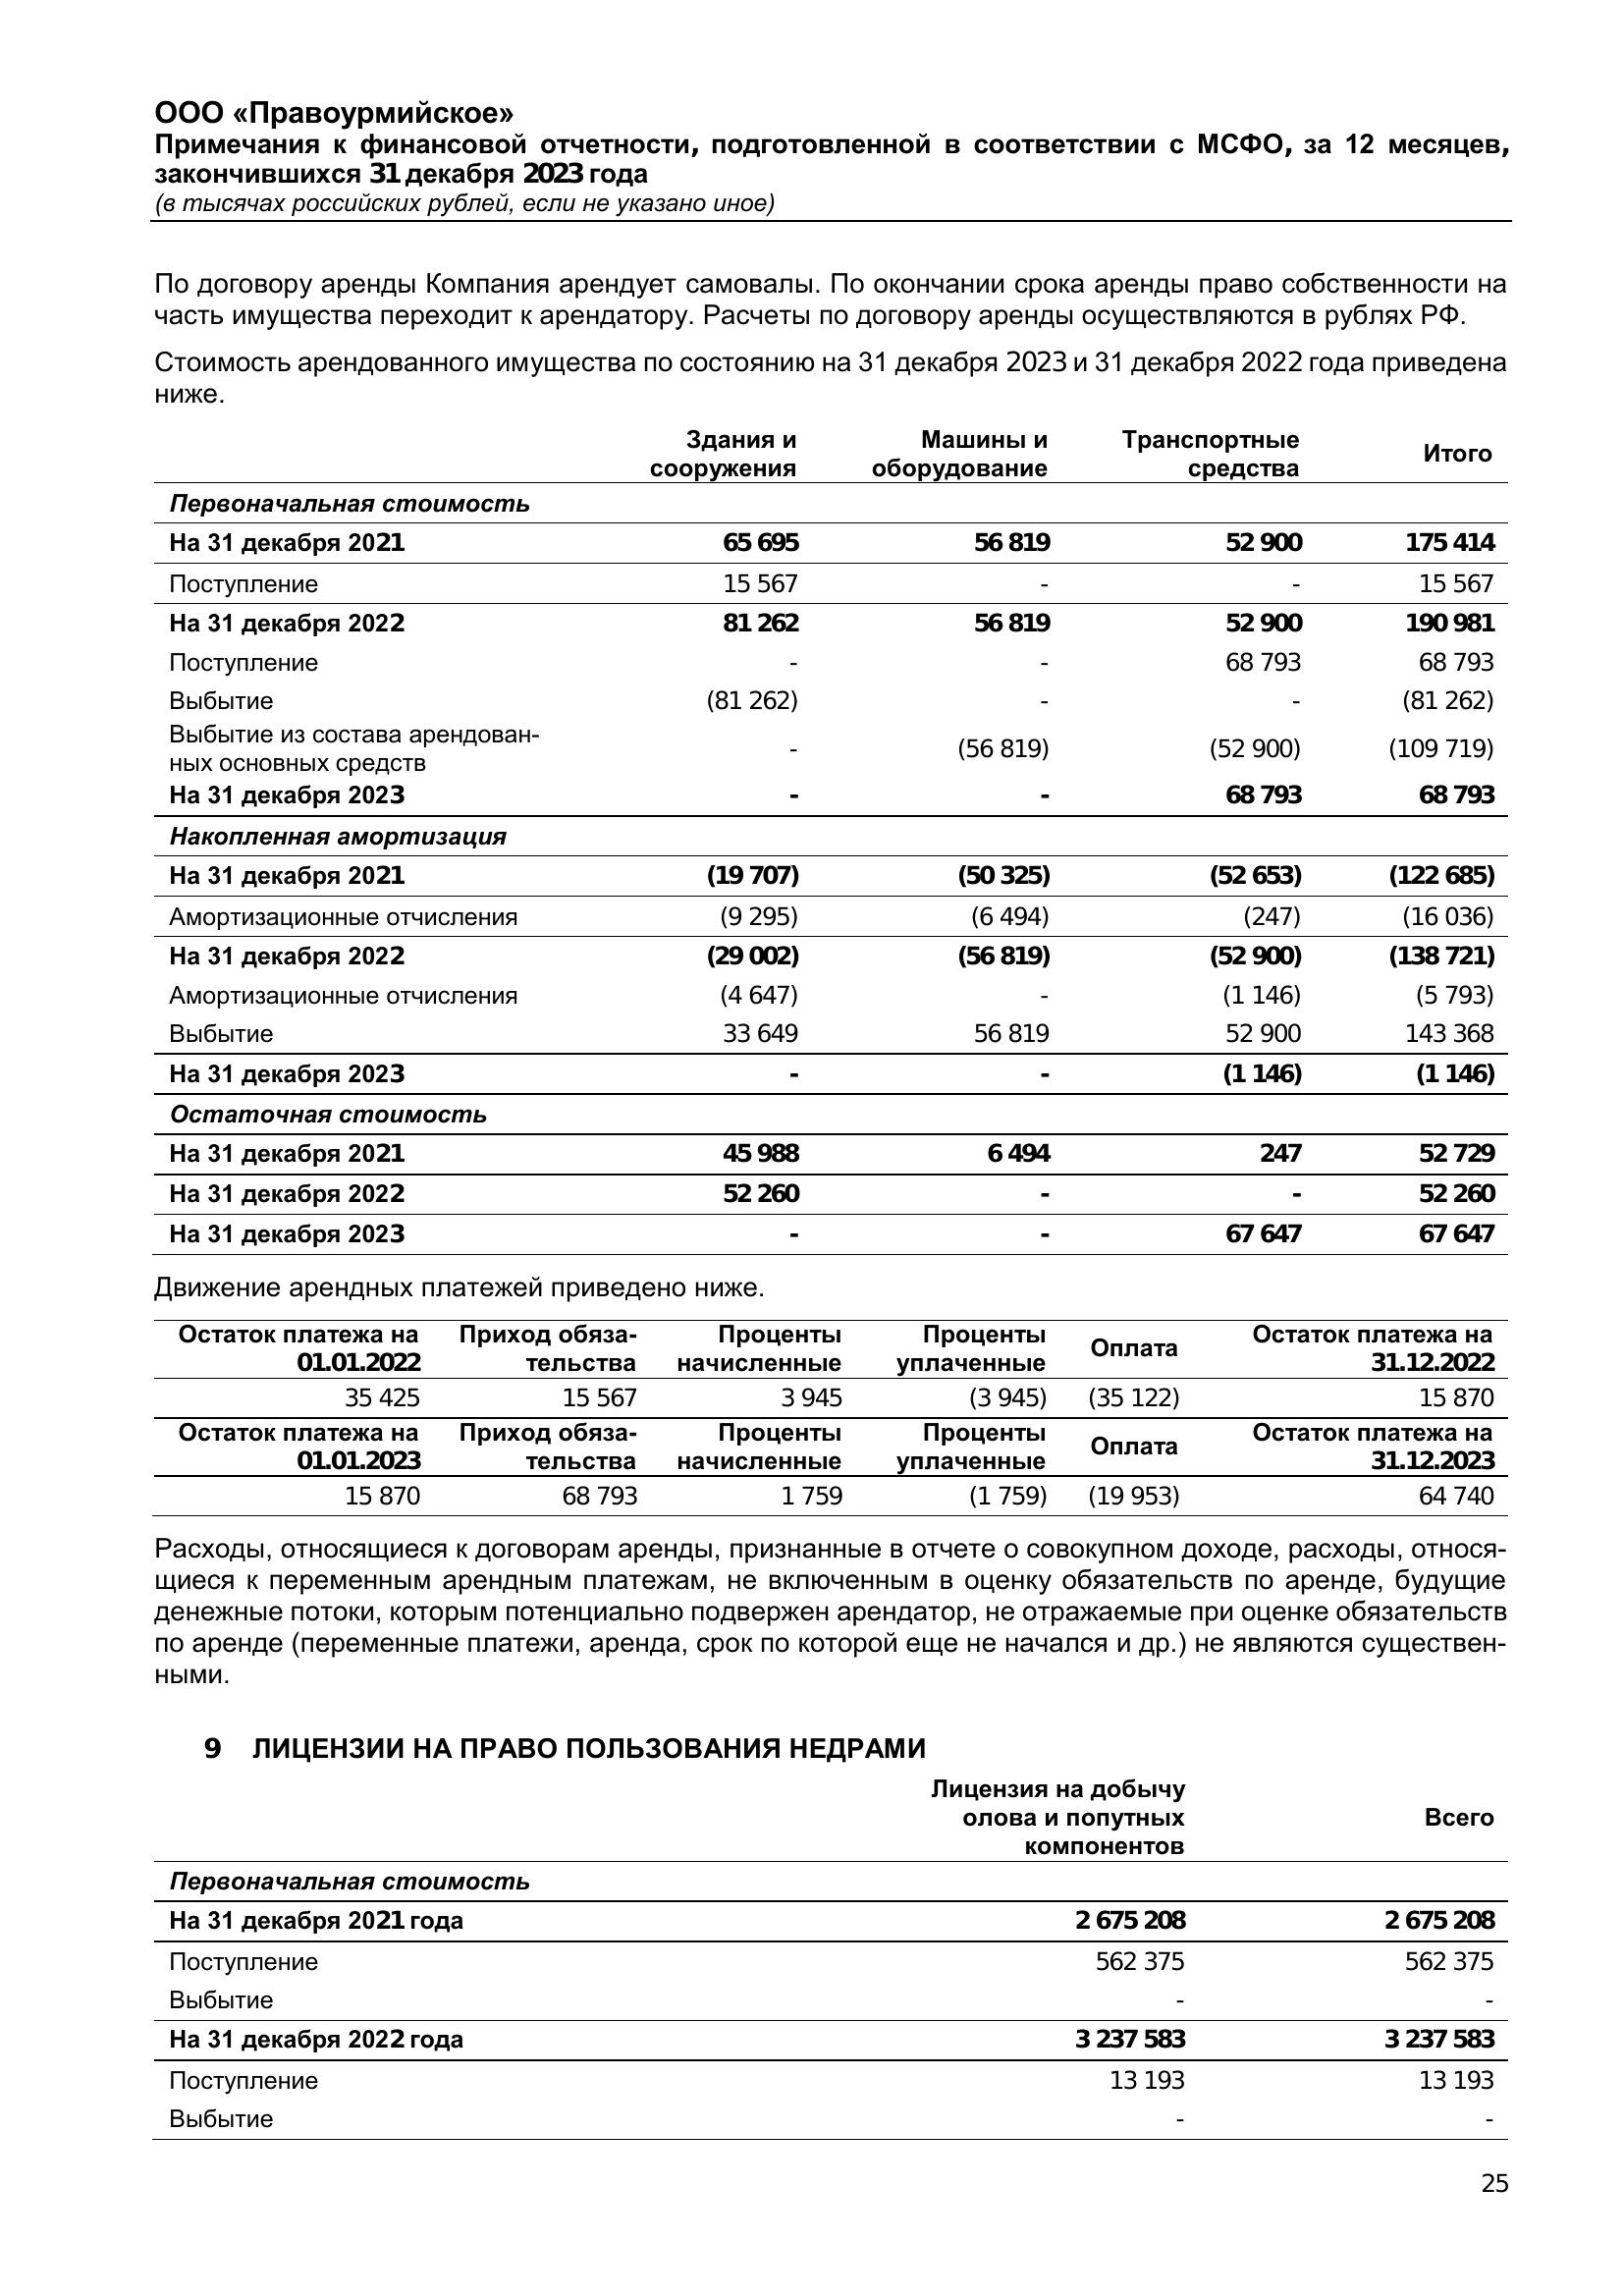 ООО «Правоурмийское»
Примечания к финансовой отчетности, подготовленной в соответствии с МСФО, за 12 месяцев,
закончившихся 31 декабря 2023 года
(в тысячах российских рублей, если не указано иное)
По договору аренды Компания арендует самовалы. По окончании срока аренды право собственности на
часть имущества переходит к арендатору. Расчеты по договору аренды осуществляются в рублях РФ.
Стоимость арендованного имущества по состоянию на 31 декабря 2023 и 31 декабря 2022 года приведена
ниже.
Здания и сооружения Машины и оборудование Транспортные средства Итого
Первоначальная стоимость
На 31 декабря 2021 65 695 56 819 52 900 175 414
Поступление 15 567 - - 15 567
На 31 декабря 2022 81 262 56 819 52 900 190 981
Поступление - - 68 793 68 793
Выбытие (81 262) - - (81 262)
Выбытие из состава арендован-
ных основных средств - (56 819) (52 900) (109 719)
На 31 декабря 2023 - - 68 793 68 793
Накопленная амортизация
На 31 декабря 2021 (19 707) (50 325) (52 653) (122 685)
Амортизационные отчисления (9 295) (6 494) (247) (16 036)
На 31 декабря 2022 (29 002) (56 819) (52 900) (138 721)
Амортизационные отчисления (4 647) - (1 146) (5 793)
Выбытие 33 649 56 819 52 900 143 368
На 31 декабря 2023 - - (1 146) (1 146)
Остаточная стоимость
На 31 декабря 2021 45 988 6 494 247 52 729
На 31 декабря 2022 52 260 - - 52 260
На 31 декабря 2023 - - 67 647 67 647
Движение арендных платежей приведено ниже.
Остаток платежа на Приход обяза- Проценты Проценты Оплата Остаток платежа на
01.01.2022 тельства начисленные уплаченные 31.12.2022
35 425 15 567 3 945 (3 945) (35 122) 15 870
Остаток платежа на Приход обяза- Проценты Проценты Оплата Остаток платежа на
01.01.2023 тельства начисленные уплаченные 31.12.2023
15 870 68 793 1 759 (1 759) (19 953) 64 740
Расходы, относящиеся к договорам аренды, признанные в отчете о совокупном доходе, расходы, относя-
щиеся к переменным арендным платежам, не включенным в оценку обязательств по аренде, будущие
денежные потоки, которым потенциально подвержен арендатор, не отражаемые при оценке обязательств
по аренде (переменные платежи, аренда, срок по которой еще не начался и др.) не являются существен-
ными.
9 ЛИЦЕНЗИИ НА ПРАВО ПОЛЬЗОВАНИЯ НЕДРАМИ
Лицензия на добычу
олова и попутных Всего
компонентов
Первоначальная стоимость
На 31 декабря 2021 года 2 675 208 2 675 208
Поступление 562 375 562 375
Выбытие - -
На 31 декабря 2022 года 3 237 583 3 237 583
Поступление 13 193 13 193
Выбытие - -
25